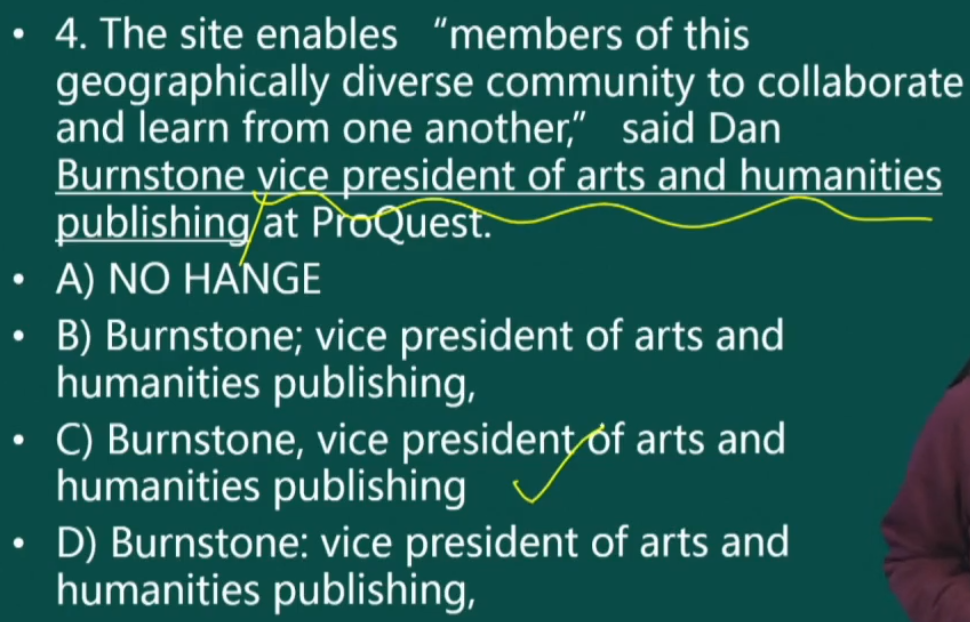 • 4. The site enables “members of this
geographically diverse community to collaborate
and learn from one another,” said Dan
Burnstone vice president of arts and humanities
publishing at ProQuest.
• A) NO HANGE
• B) Burnstone; vice president of arts and
humanities publishing,
• C) Burnstone, vice president of arts and
humanities publishing
• D) Burnstone: vice president of arts and
humanities publishing,